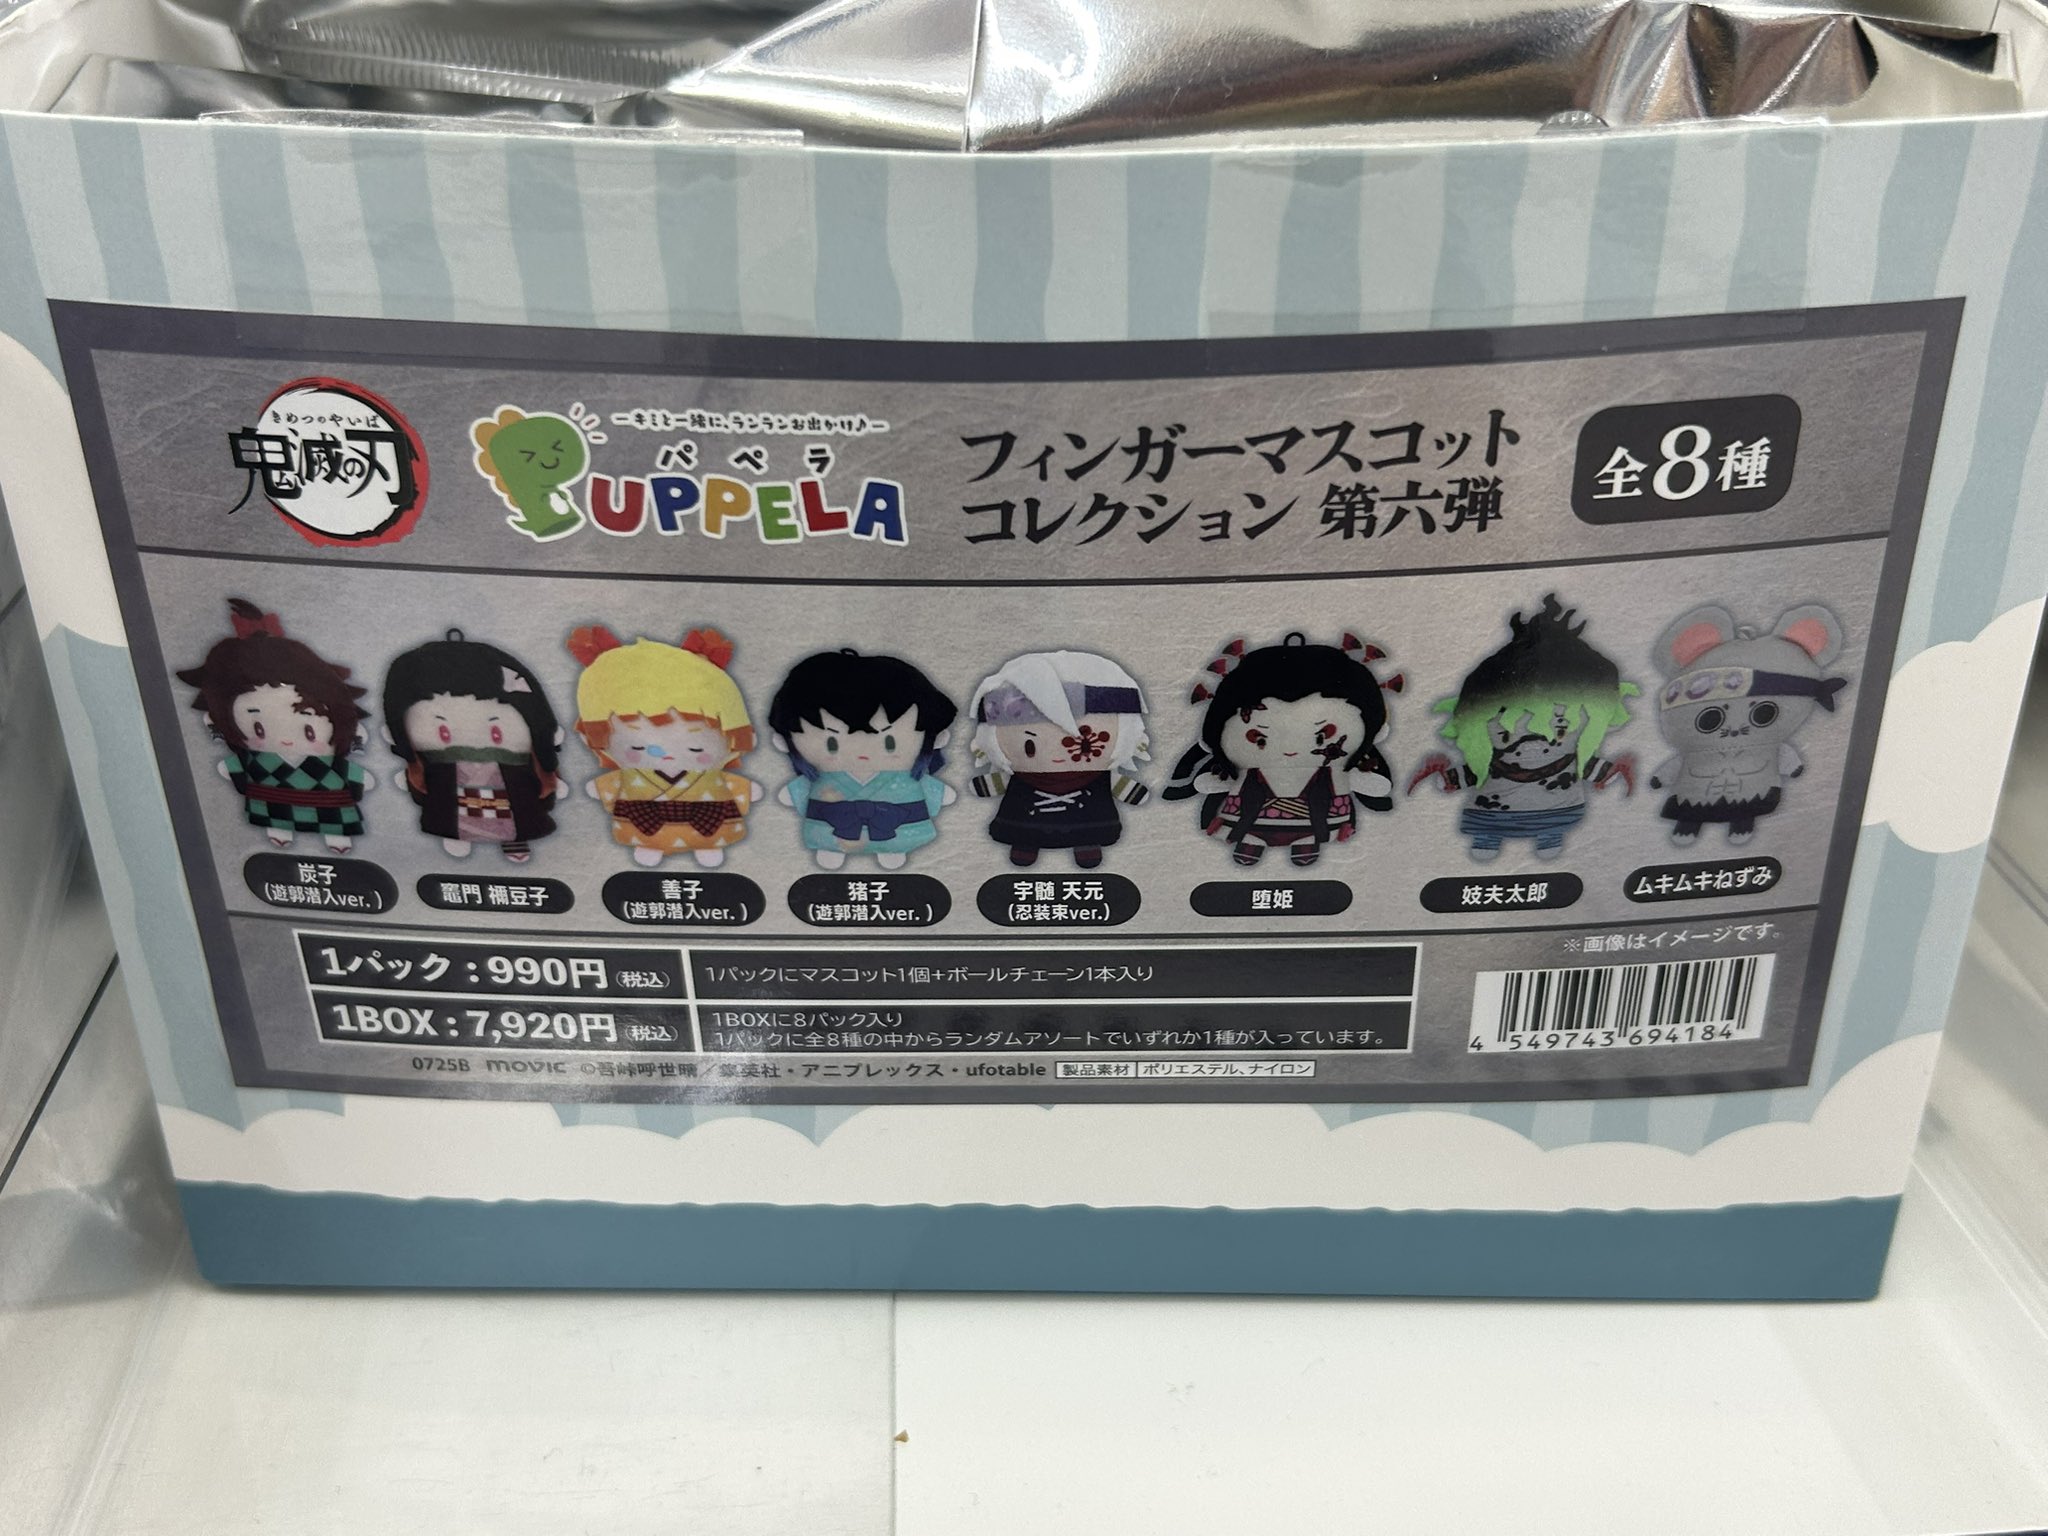 きめつのやいば
鬼滅の刃
ーキミと一緒に、ランランお出かけ♪ー
パペラ
PUPPELA
フィンガーマスコット
コレクション 第六弾
全8種
炭子
(遊郭潜入ver.)
竈門 禰豆子
善子
(遊郭潜入ver.)
猪子
(遊郭潜入ver.)
宇髄 天元
(忍装束ver.)
堕姫
妓夫太郎
ムキムキねずみ
※画像はイメージです。
1パック:990円(税込)
1パックにマスコット1個+ボールチェーン1本入り
1BOX:7,920円(税込)
1BOXに8パック入り
1パックに全8種の中からランダムアソートでいずれか1種が入っています。
4 549743 694184
0725B movic ©吾峠呼世晴/集英社・アニプレックス・ufotable 製品素材 ポリエステル、ナイロン